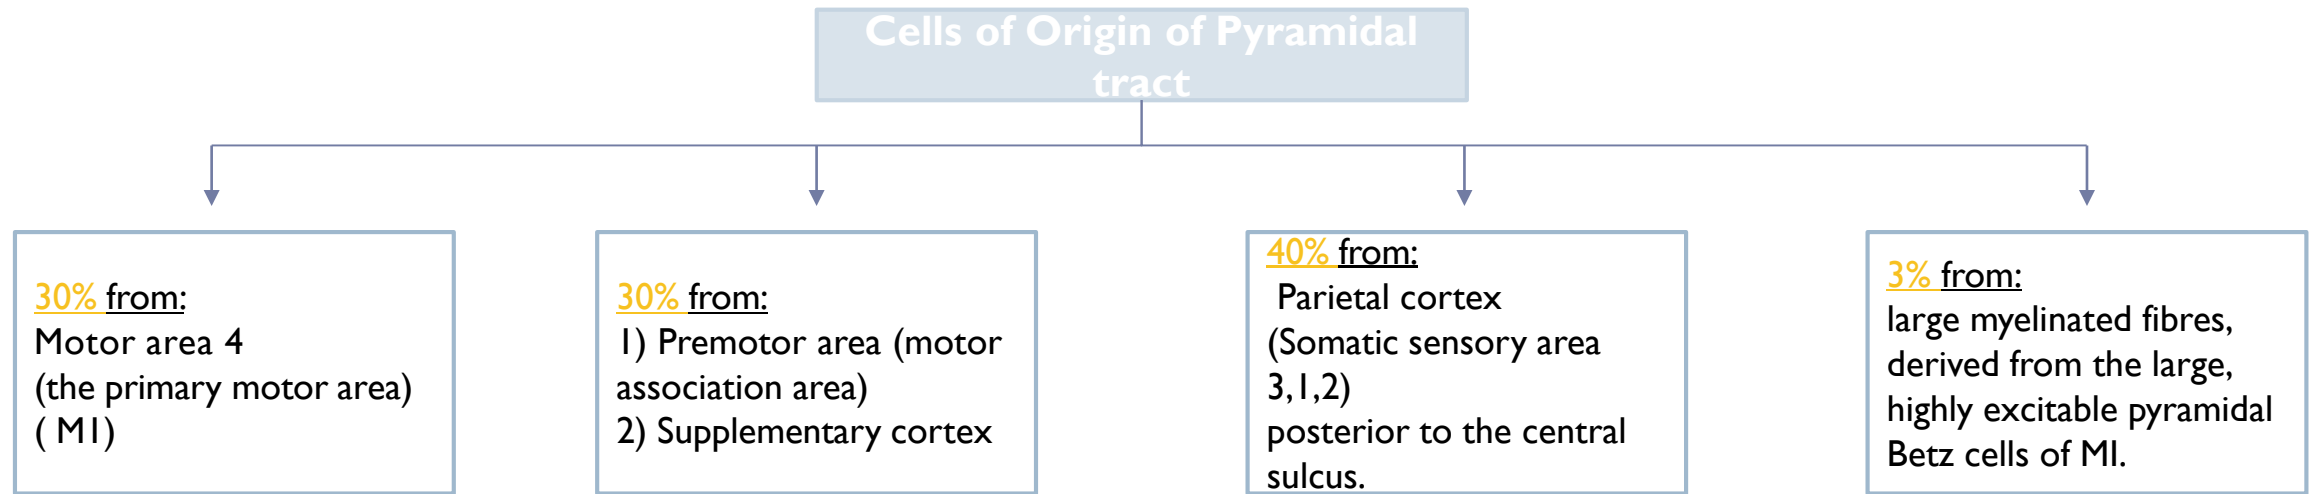 Cells of Origin of Pyramidal
tract
30% from:
Motor area 4
(the primary motor area)
( M1)
30% from:
1) Premotor area (motor
association area)
2) Supplementary cortex
40% from:
Parietal cortex
(Somatic sensory area
3,1,2)
posterior to the central
sulcus.
3% from:
large myelinated fibres,
derived from the large,
highly excitable pyramidal
Betz cells of MI.